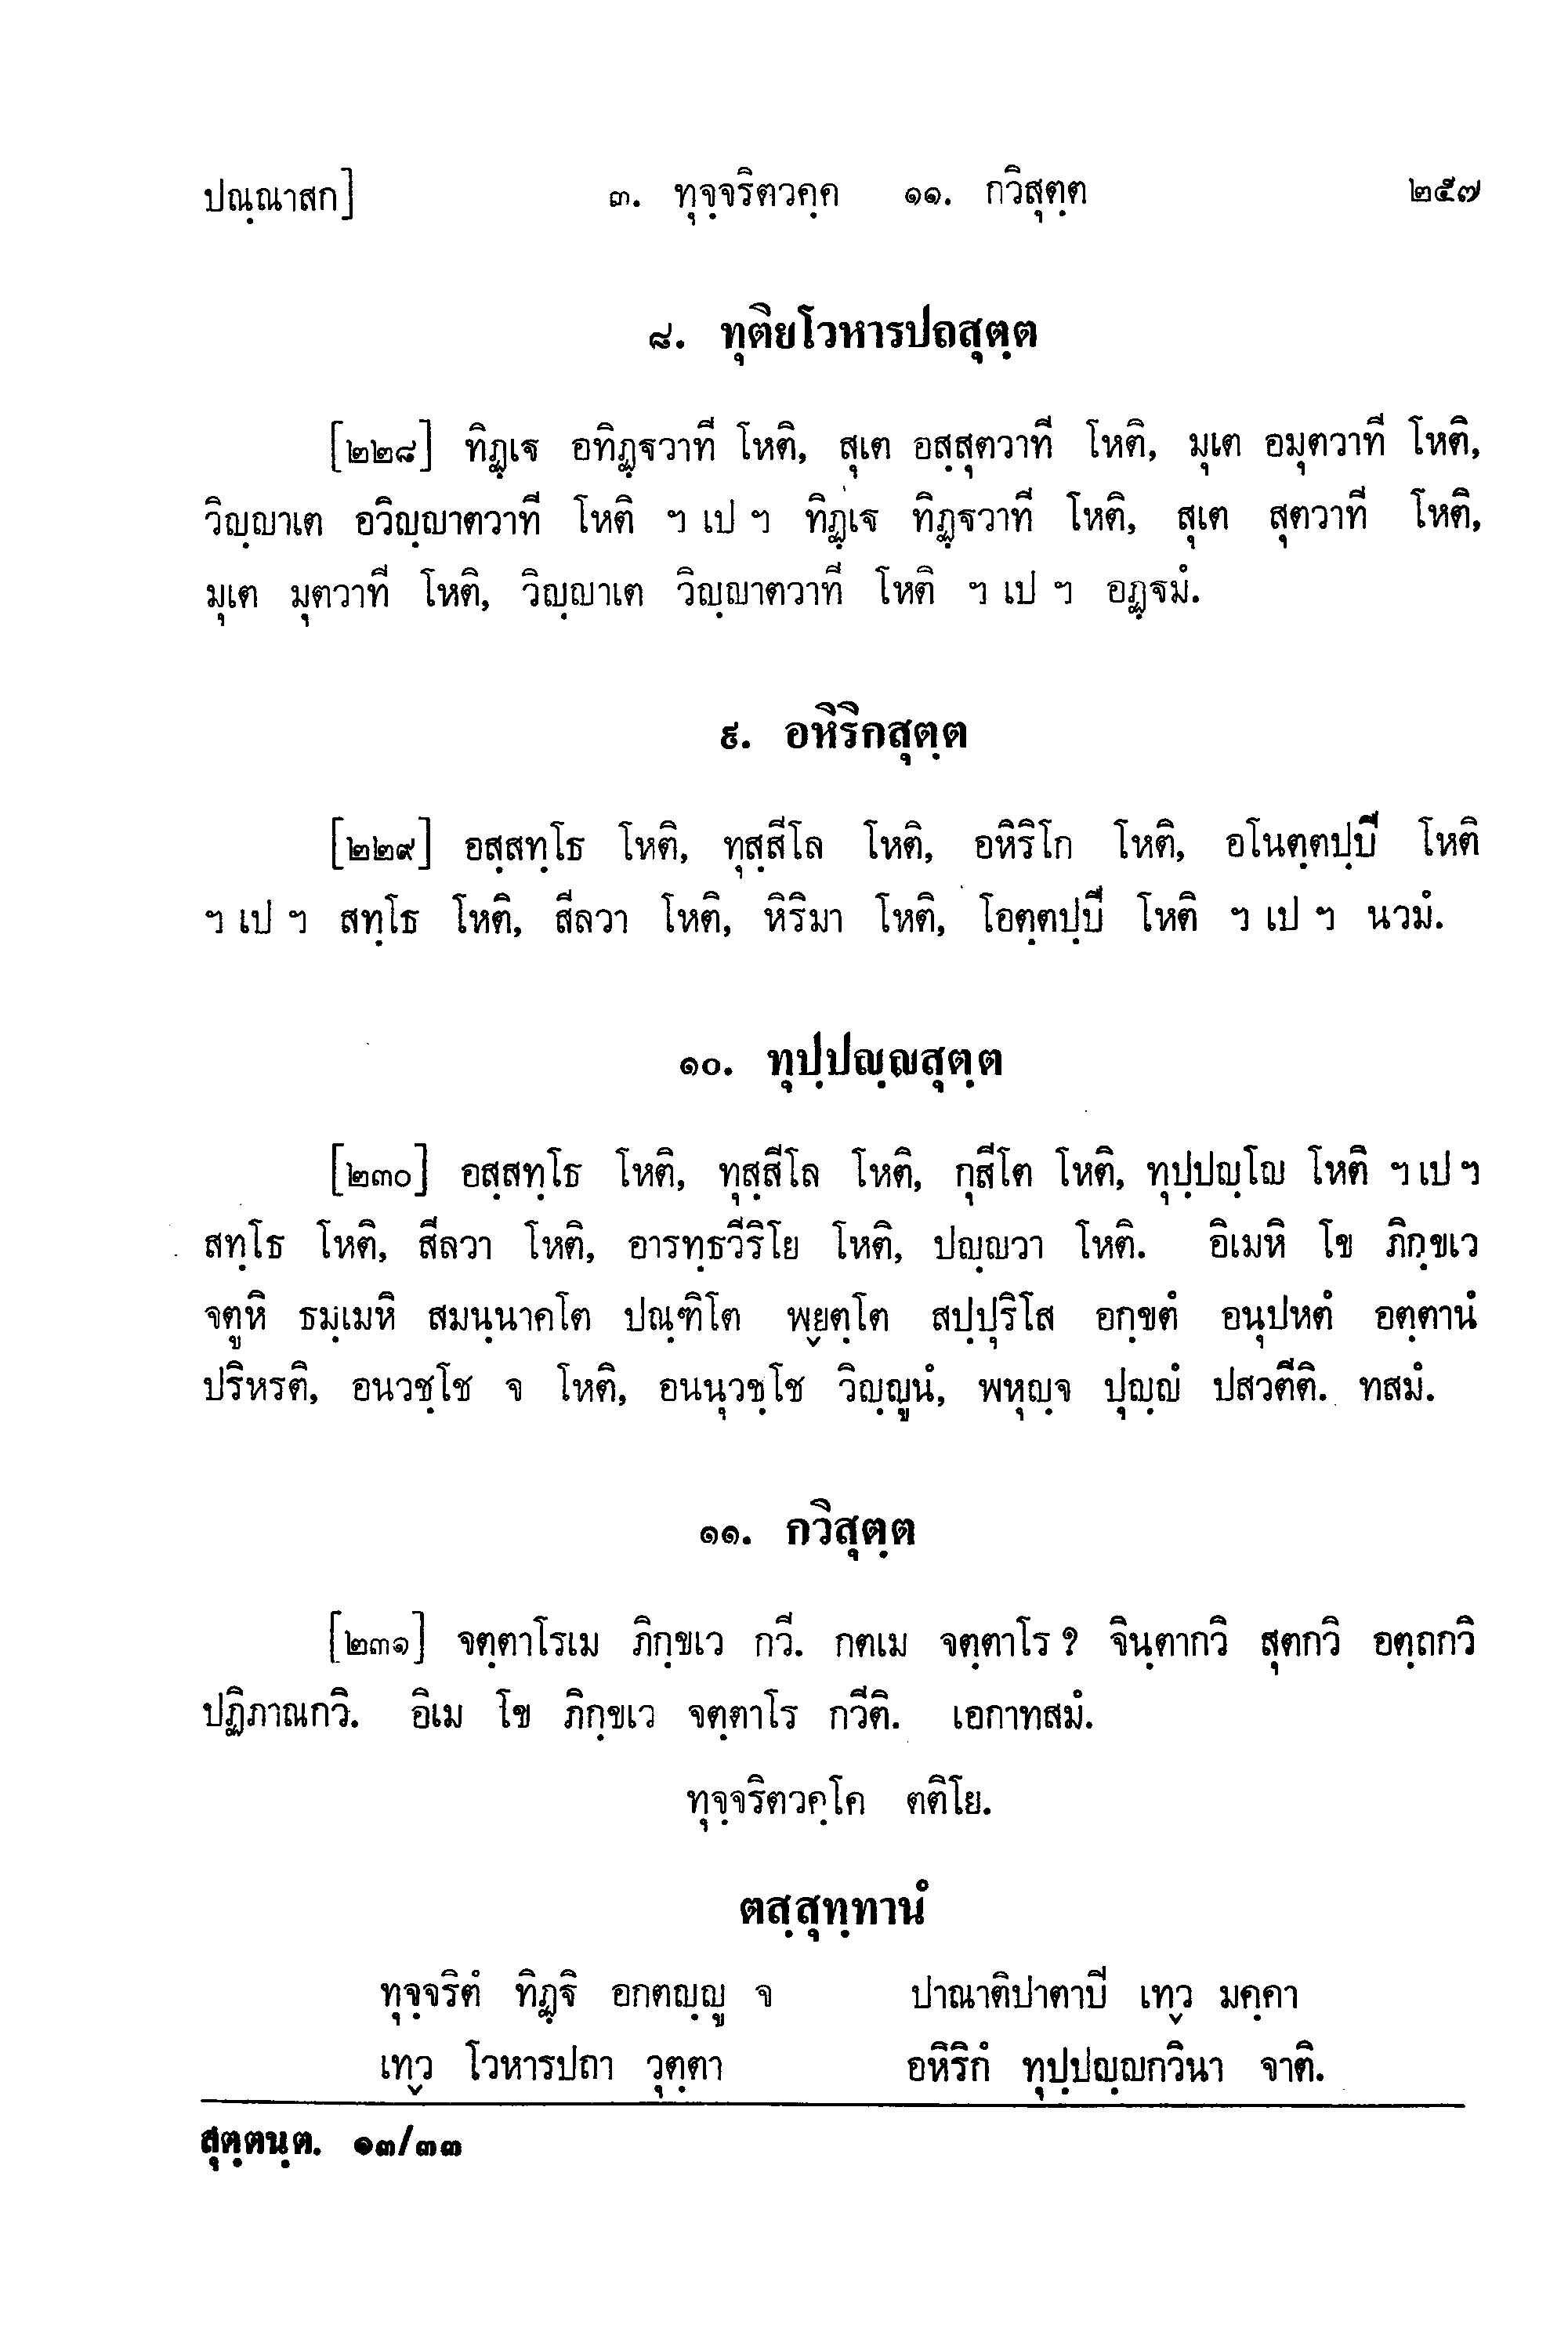 ปณฺณาสก] ๓. ทุจฺจริตวคฺค ๑๑. กวิสุตฺต ๒๕๗
๘. ทุติยโวหารปถสุตฺต
[๒๒๘] ทิฏฺเฐ อทิฏฺฐวาที โหติ, สุเต อสฺสุตวาที โหติ, มุเต อมุตวาที โหติ,
วิญฺญาเต อวิญฺญาตวาที โหติ ฯ เป ฯ ทิฏฺเฐ ทิฏฺฐวาที โหติ, สุเต สุตวาที โหติ,
มุเต มุตวาที โหติ, วิญฺญาเต วิญฺญาตวาที โหติ ฯ เป ฯ อฏฺฐมํ.
๙. อหิริกสุตฺต
[๒๒๙] อสฺสทฺโธ โหติ, ทุสฺสีโล โหติ, อหิริโก โหติ, อโนตฺตปฺปี โหติ
ฯ เป ฯ สทฺโธ โหติ, สีลวา โหติ, หิริมา โหติ, โอตฺตปฺปี โหติ ฯ เป ฯ นวมํ.
๑๐. ทุปฺปญฺญสุตฺต
[๒๓๐] อสฺสทฺโธ โหติ, ทุสฺสีโล โหติ, กุสีโต โหติ, ทุปฺปญฺโญ โหติ ฯ เป ฯ
สทฺโธ โหติ, สีลวา โหติ, อารทฺธวีริโย โหติ, ปญฺญวา โหติ. อิเมหิ โข ภิกฺขเว
จตูหิ ธมฺเมหิ สมนฺนาคโต ปณฺฑิโต พฺยตฺโต สปฺปุริโส อกฺขตํ อนุปหตํ อตฺตานํ
ปริหรติ, อนวชฺโช จ โหติ, อนนุวชฺโช วิญฺญูนํ, พหุญฺจ ปุญฺญํ ปสวตีติ. ทสมํ.
๑๑. กวิสุตฺต
[๒๓๑] จตฺตาโรเม ภิกฺขเว กวี. กตเม จตฺตาโร ? จินฺตากวิ สุตกวิ อตฺถกวิ
ปฏิภาณกวิ. อิเม โข ภิกฺขเว จตฺตาโร กวีติ. เอกาทสมํ.
ทุจฺจริตวคฺโค ตติโย.
ตสฺสุทฺทานํ
ทุจฺจริตํ ทิฏฺฐิ อกตญฺญู จ ปาณาติปาตาปี เทฺว มคฺคา
เทฺว โวหารปถา วุตฺตา อหิริกํ ทุปฺปญฺญกวินา จาติ.
สุตฺตนฺต. ๑๓/๓๓